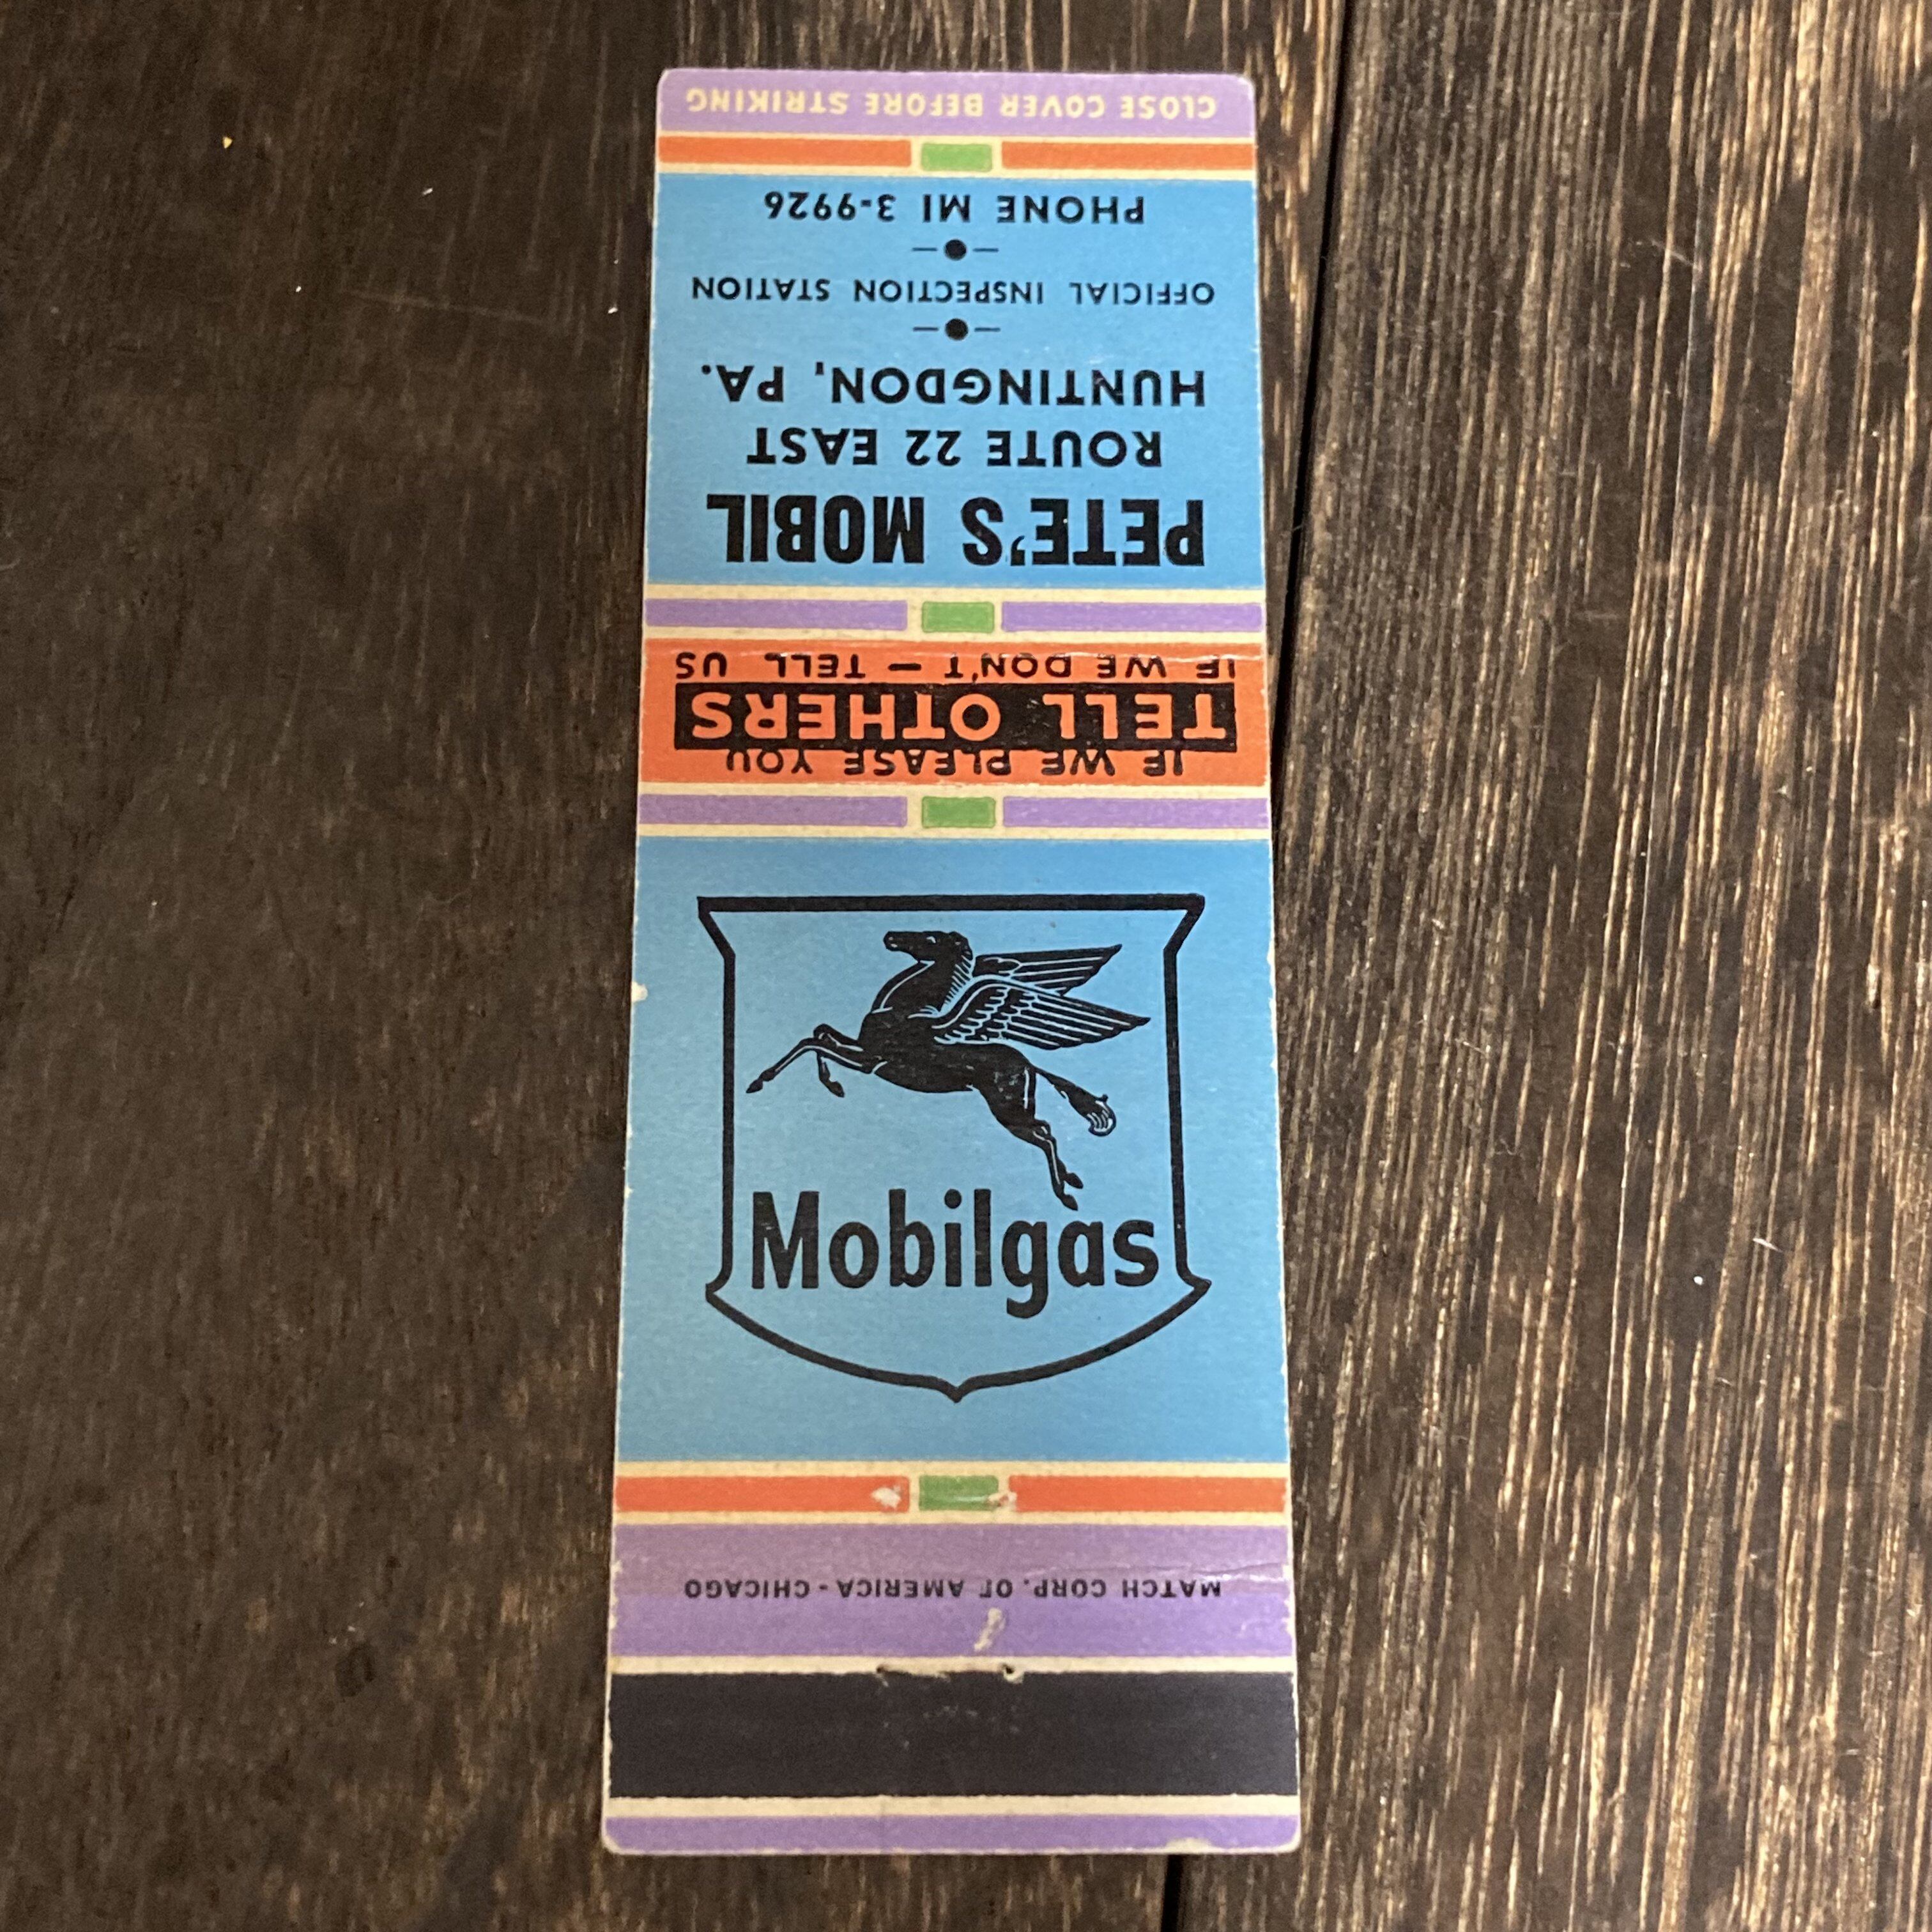 CLOSE COVER BEFORE STRIKING
PETE'S MOBIL
ROUTE 22 EAST
HUNTINGDON, PA.
OFFICIAL INSPECTION STATION
PHONE MI 3-9926
IF WE PLEASE YOU
TELL OTHERS
IF WE DON'T — TELL US
Mobilgas
MATCH CORP. OF AMERICA - CHICAGO